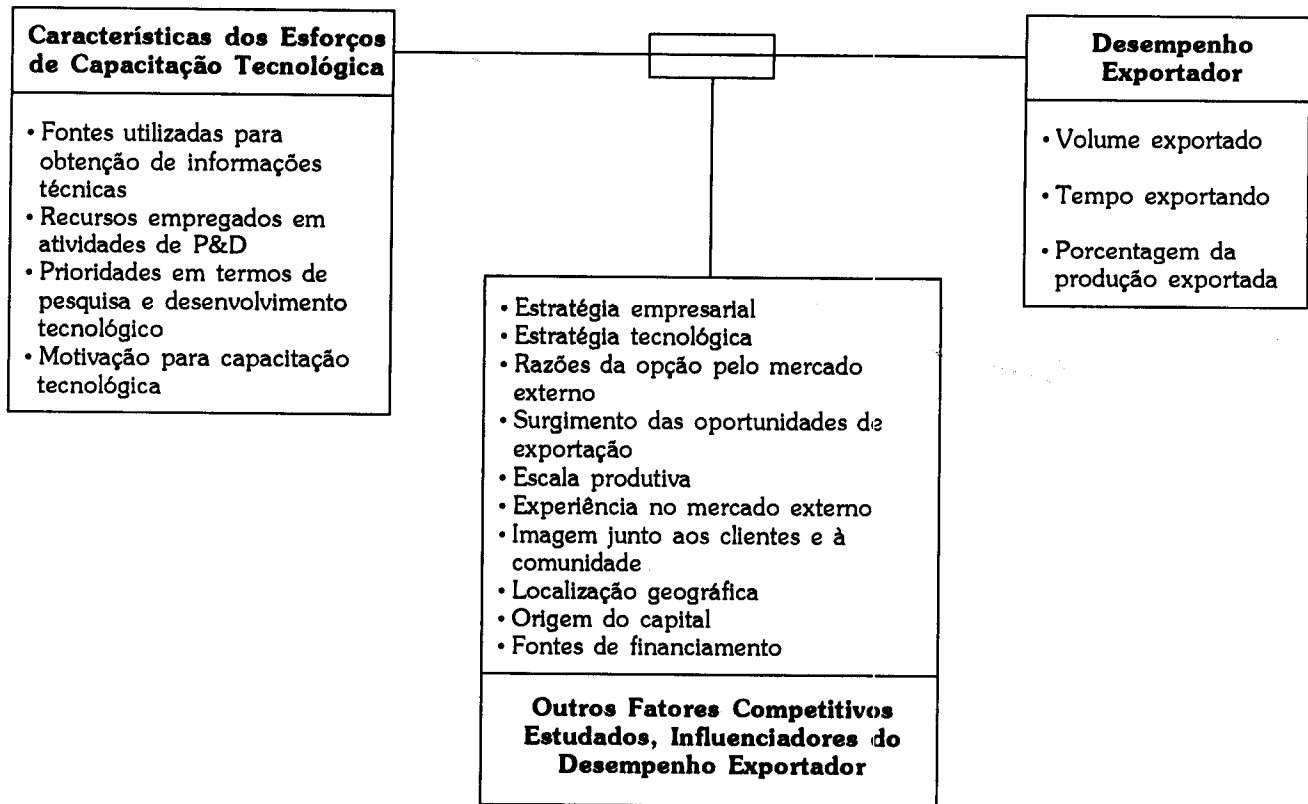 Características dos Esforços
de Capacitação Tecnológica
• Fontes utilizadas para
obtenção de informações
técnicas
• Recursos empregados em
atividades de P&D
• Prioridades em termos de
pesquisa e desenvolvimento
tecnológico
• Motivação para capacitação
tecnológica
Desempenho
Exportador
• Volume exportado
• Tempo exportando
• Porcentagem da
produção exportada
• Estratégia empresarial
• Estratégia tecnológica
• Razões da opção pelo mercado
externo
• Surgimento das oportunidades de
exportação
• Escala produtiva
• Experiência no mercado externo
• Imagem junto aos clientes e à
comunidade
• Localização geográfica
• Origem do capital
• Fontes de financiamento
Outros Fatores Competitivos
Estudados, Influenciadores do
Desempenho Exportador